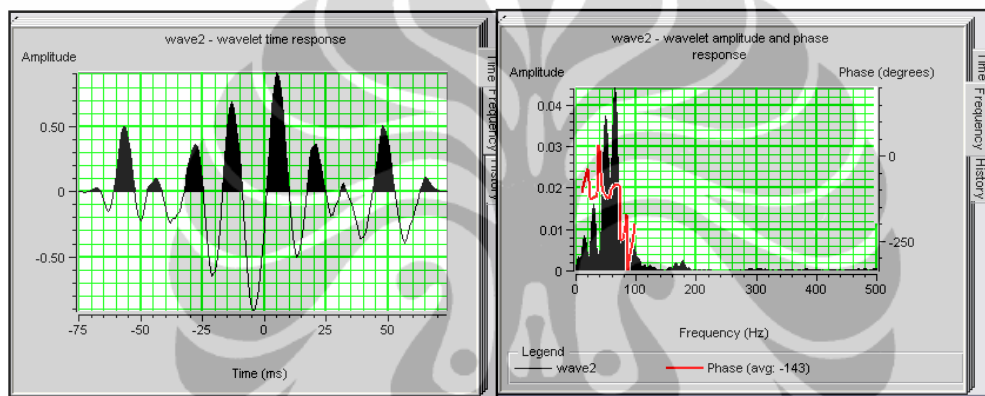 wave2 - wavelet time response
Amplitude
0.50
0
-0.50
-75
-50
-25
0
25
50
Time (ms)
Time
Frequency
History
wave2 - wavelet amplitude and phase
response
Amplitude
Phase (degrees)
0.04
0.03
0.02
0.01
0
0
-250
0
100
200
300
400
500
Frequency (Hz)
Legend
wave2
Phase (avg: -143)
Time
Frequency
History